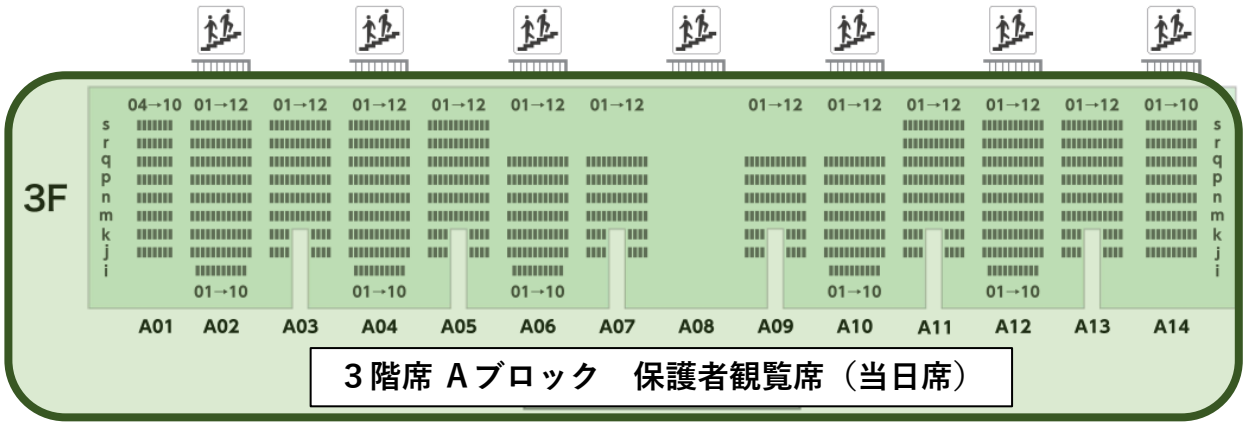 04→10 01→12 01→12 01→12 01→12 01→12 01→12 01→12 01→12 01→12 01→12 01→12 01→10
s s
r r
q q
p p
3F
n n
m m
k k
j j
i i
01→10 01→10 01→10 01→10 01→10
A01 A02 A03 A04 A05 A06 A07 A08 A09 A10 A11 A12 A13 A14
3階席 Aブロック 保護者観覧席（当日席）